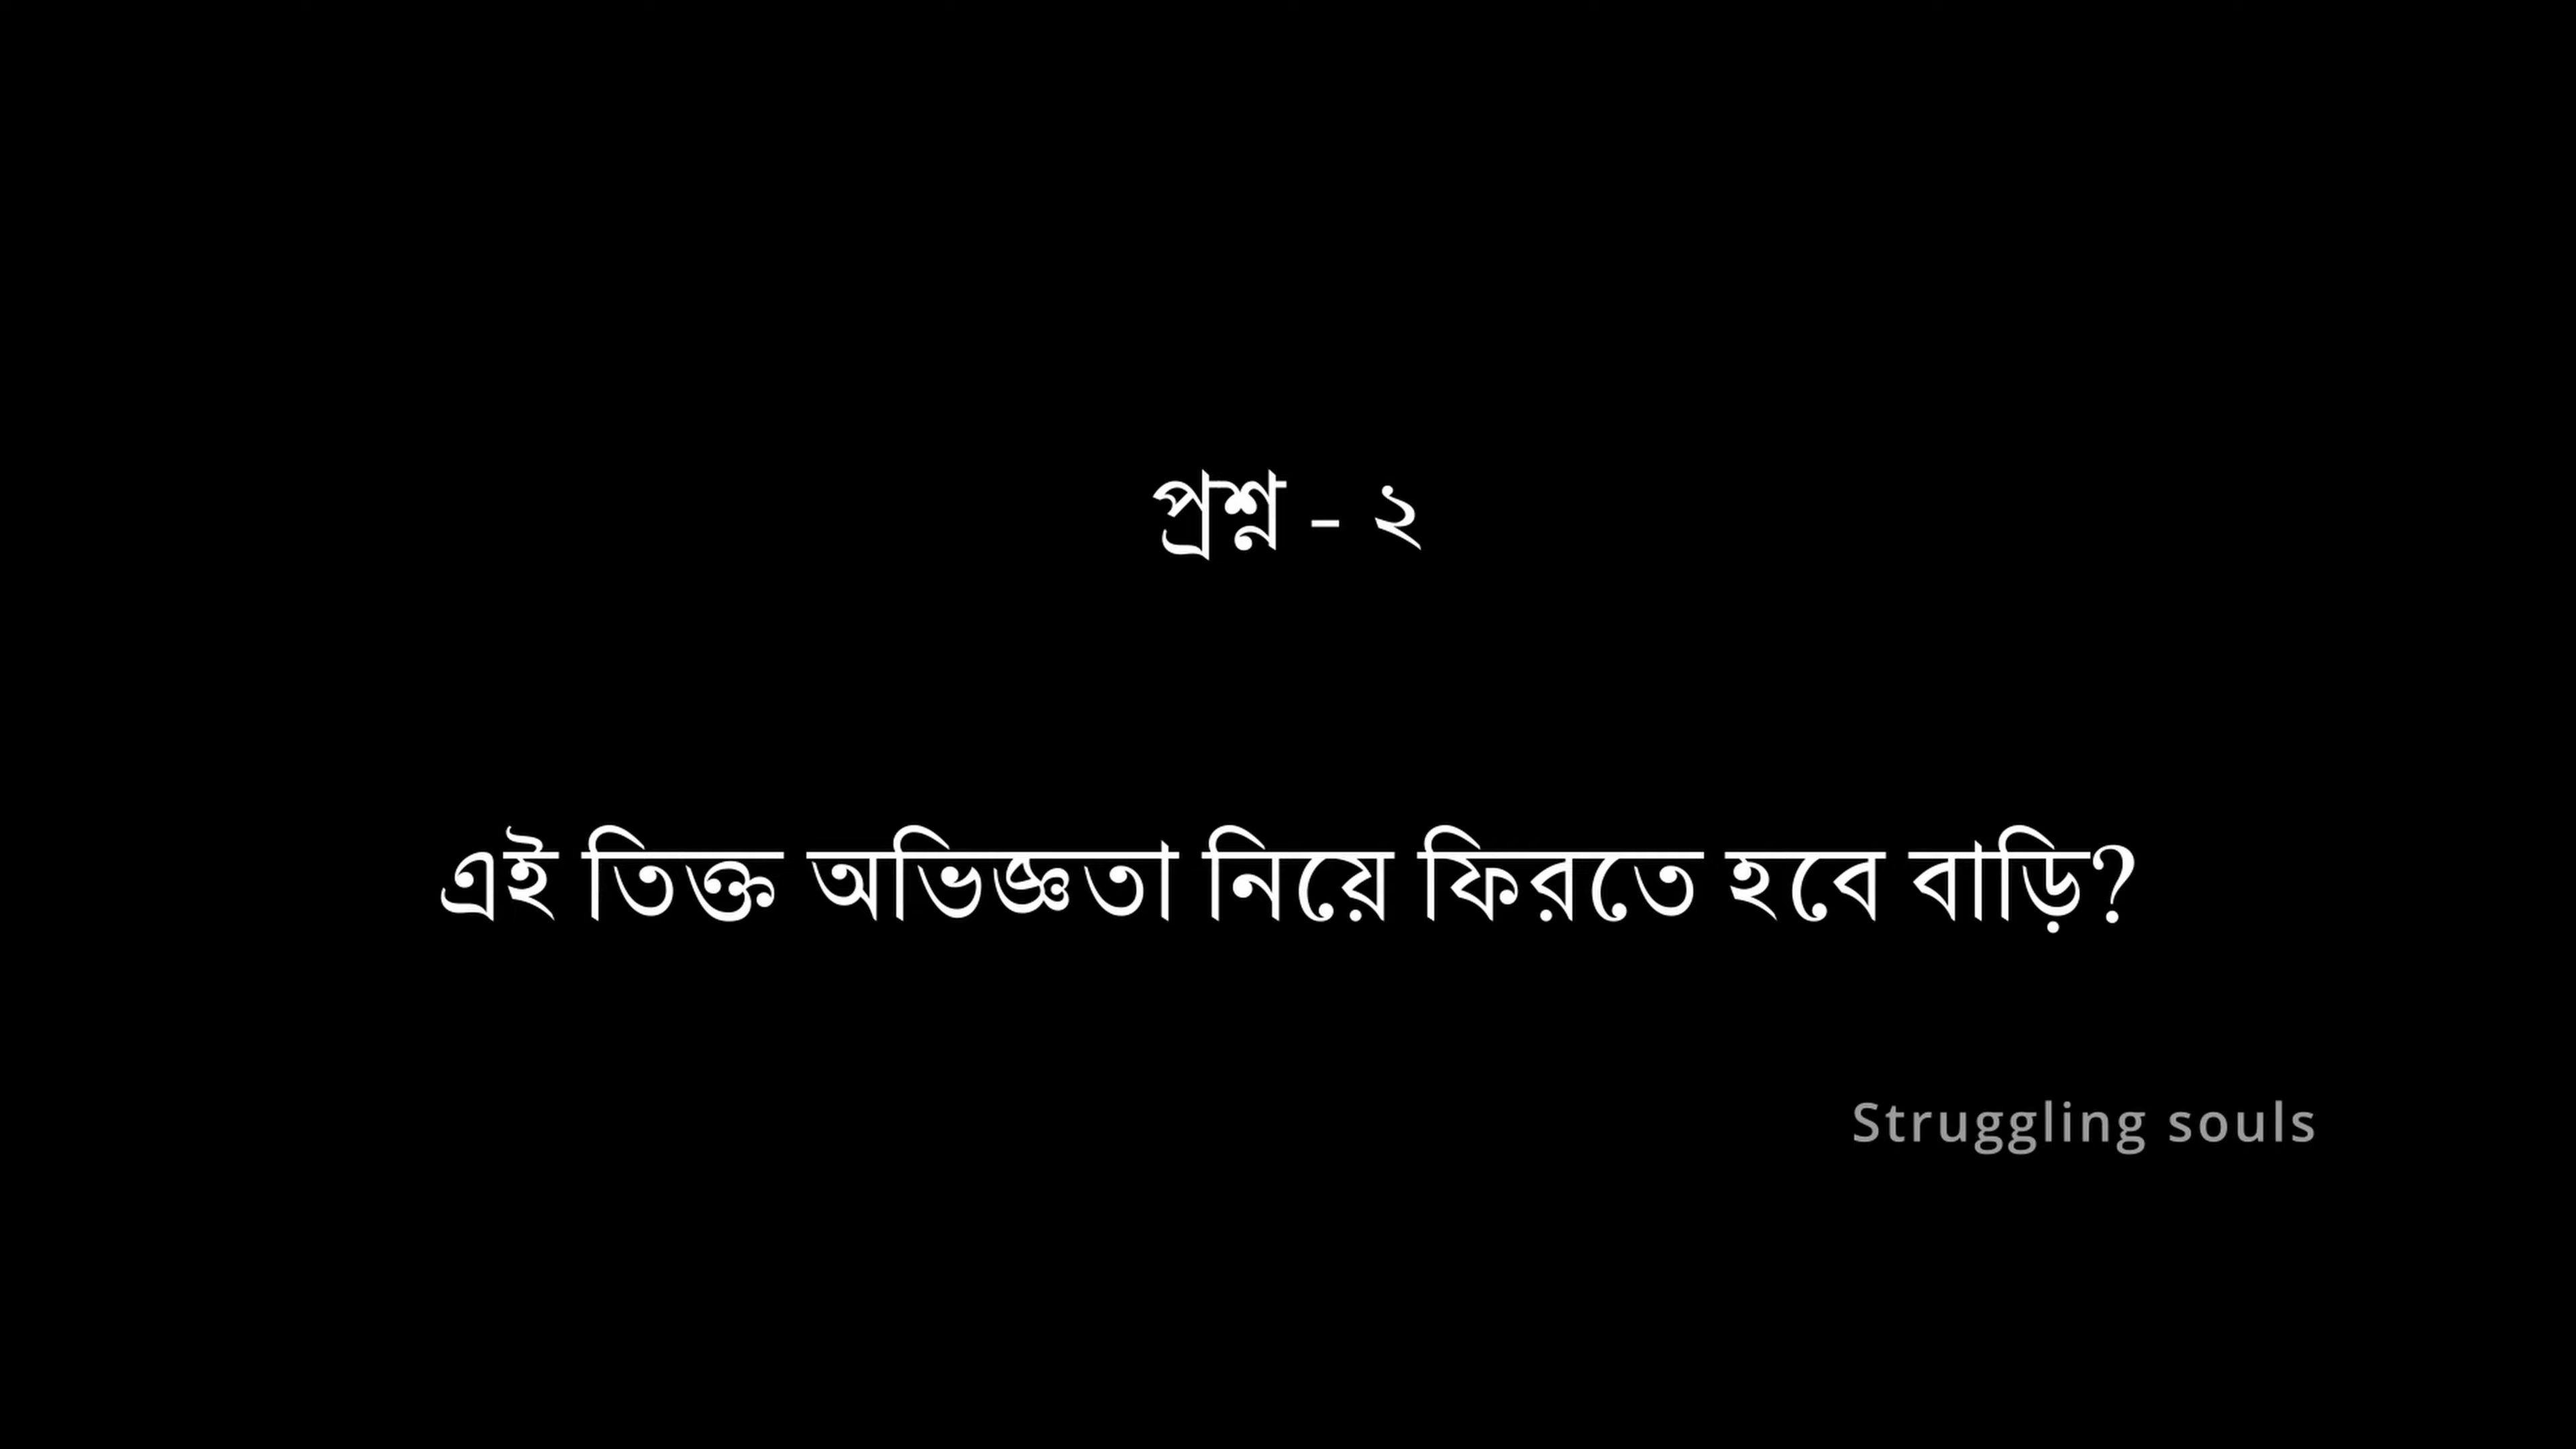 প্রশ্ন - ২
এই তিক্ত অভিজ্ঞতা নিয়ে ফিরতে হবে বাড়ি?
Struggling souls